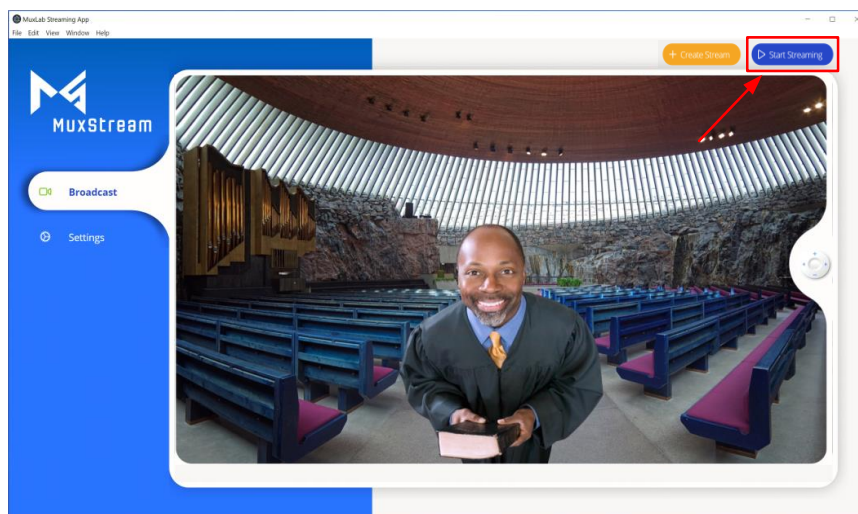 MuxLab Streaming App
File Edit View Window Help
+ Create Stream
Start Streaming
MuxStream
Broadcast
Settings